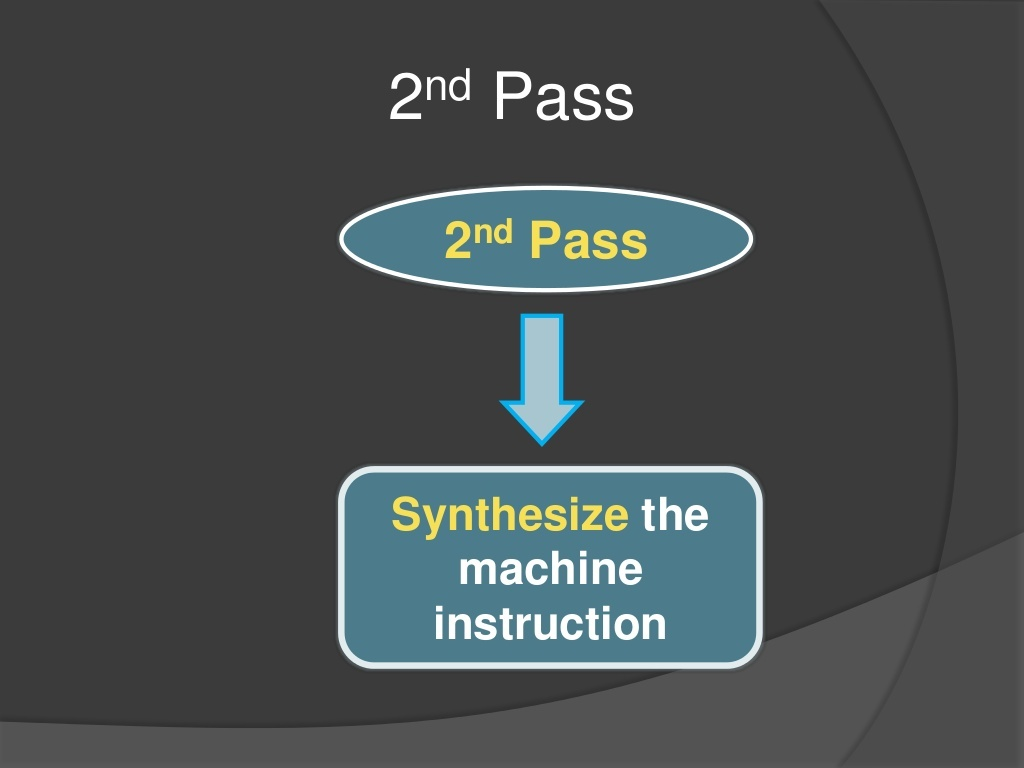 2nd Pass
2nd Pass
Synthesize the
machine
instruction